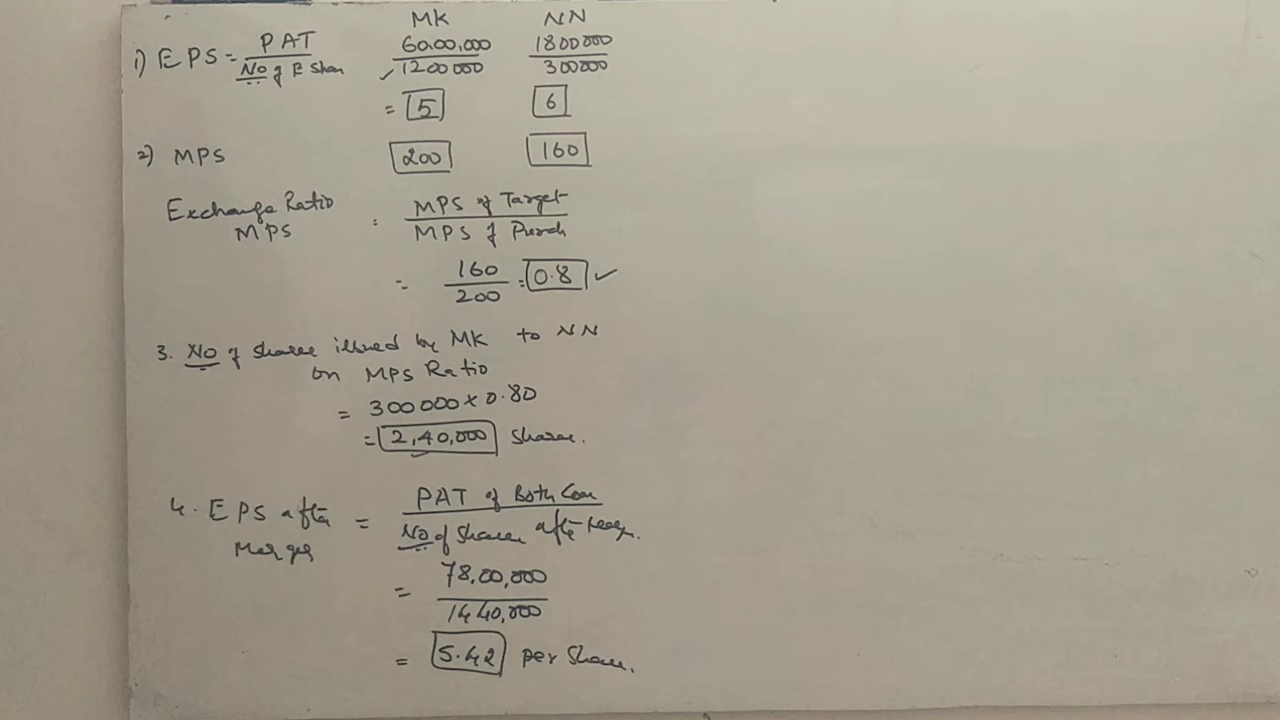 MK NN
1) EPS = PAT / No of E Shar 60,00,000 / 1200000 1800000 / 300000
= 5 6
2) MPS 200 160
Exchange Ratio MPS = MPS of Target / MPS of Purch
= 160 / 200 = 0.8
3. No of shares issued by MK to NN
on MPS Ratio
= 300000 x 0.80
= 2,40,000 Shares.
4. EPS after Merger = PAT of Both Com / No of Shares after
= 78,00,000 / 1440,000
= 5.42 per Share.